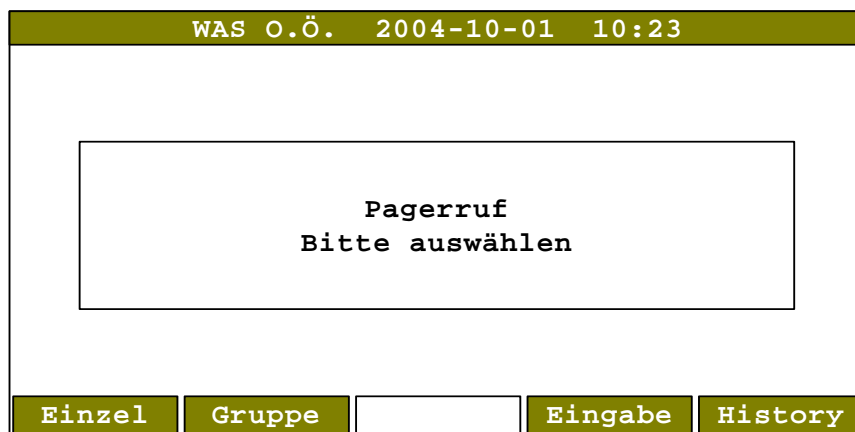 WAS O.Ö. 2004-10-01 10:23
Pagerruf
Bitte auswählen
Einzel Gruppe Eingabe History